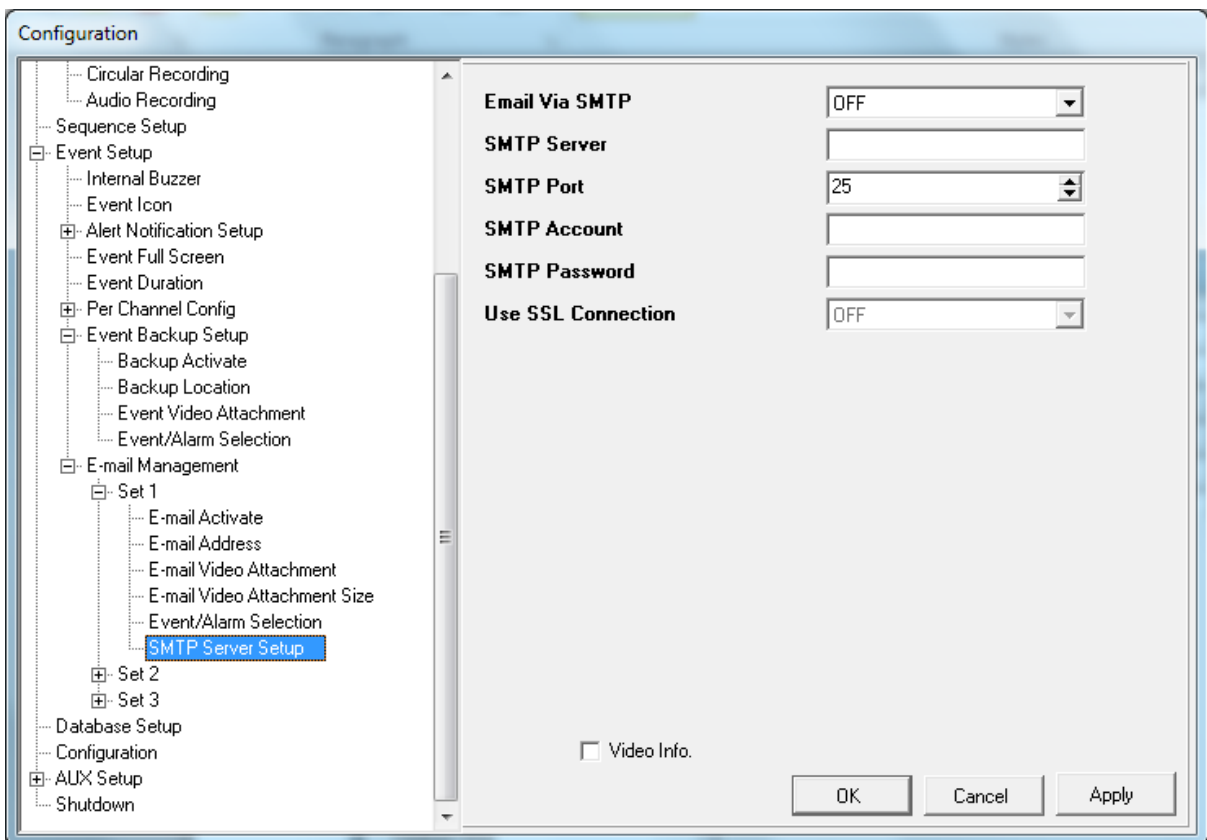 Configuration
Circular Recording
Audio Recording
Sequence Setup
Event Setup
Internal Buzzer
Event Icon
Alert Notification Setup
Event Full Screen
Event Duration
Per Channel Config
Event Backup Setup
Backup Activate
Backup Location
Event Video Attachment
Event/Alarm Selection
E-mail Management
Set 1
E-mail Activate
E-mail Address
E-mail Video Attachment
E-mail Video Attachment Size
Event/Alarm Selection
SMTP Server Setup
Set 2
Set 3
Database Setup
Configuration
AUX Setup
Shutdown
Email Via SMTP OFF
SMTP Server
SMTP Port 25
SMTP Account
SMTP Password
Use SSL Connection OFF
Video Info.
OK Cancel Apply